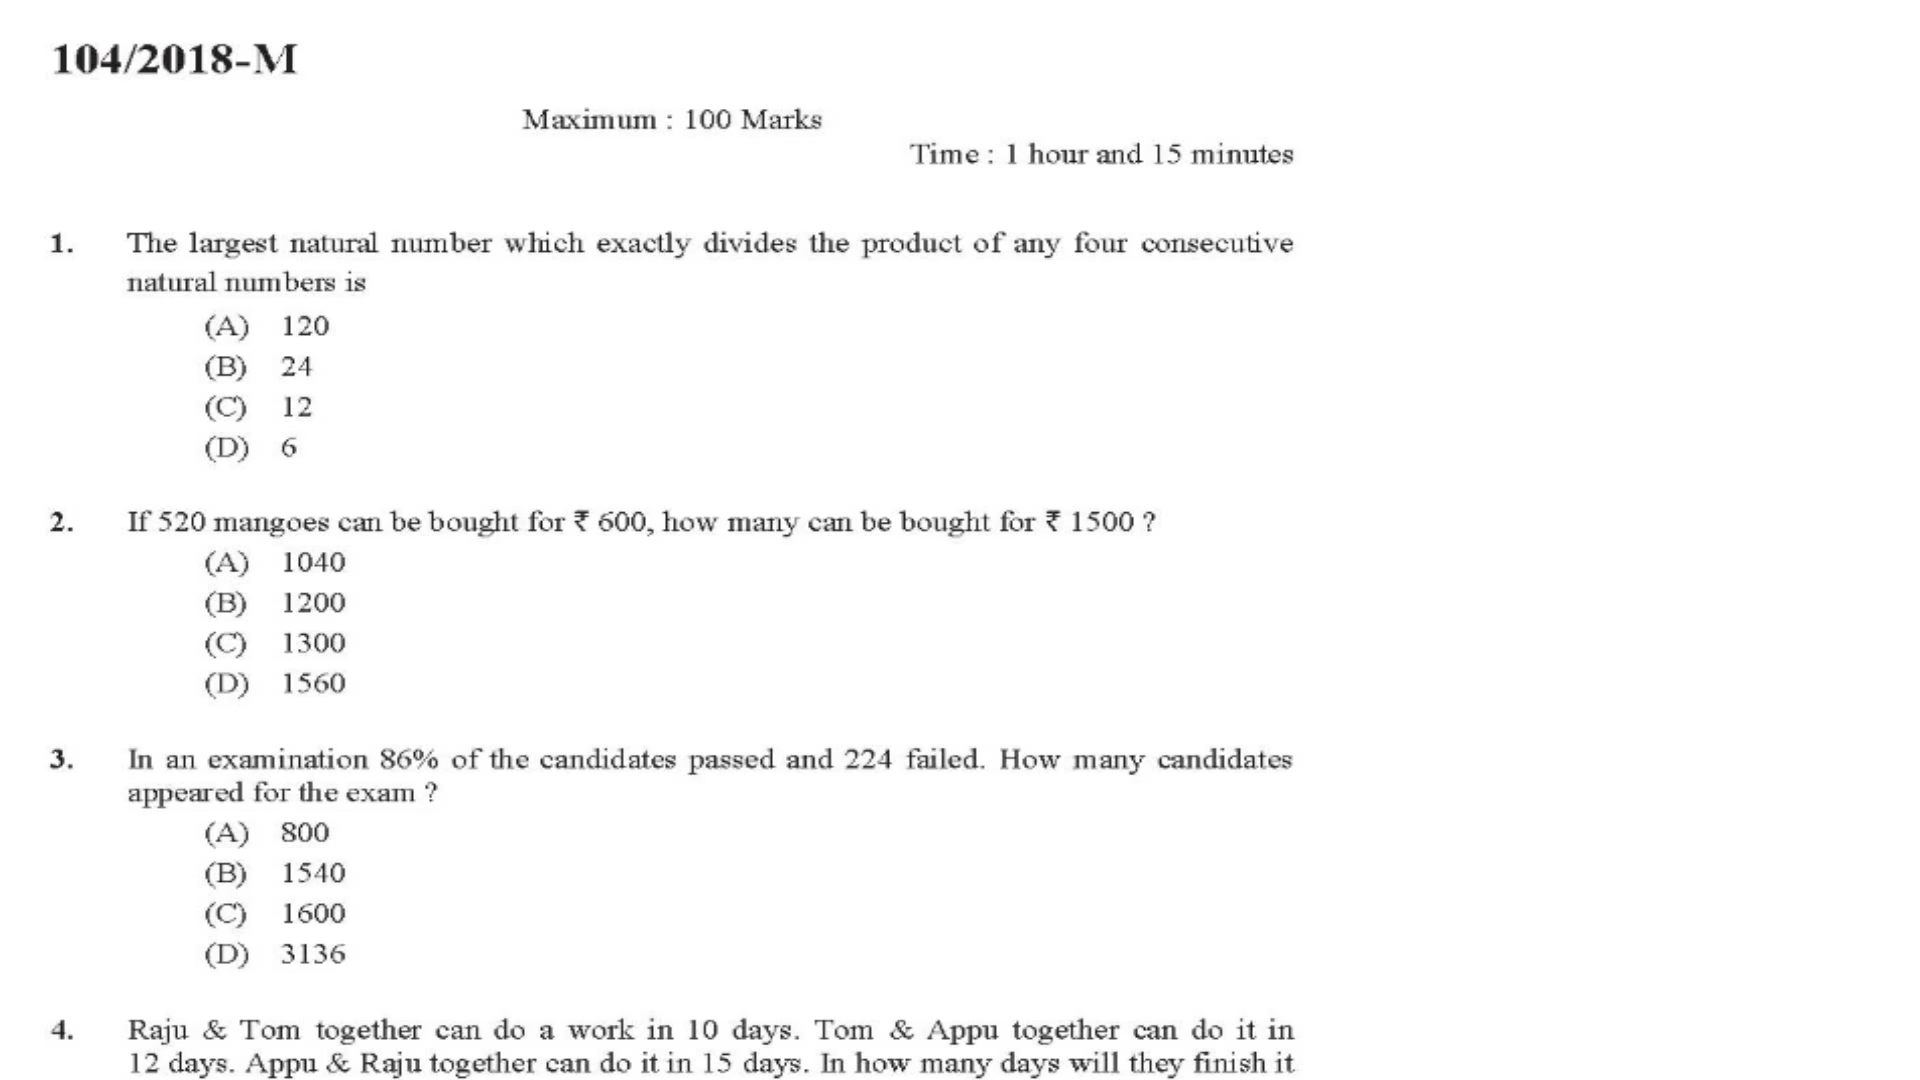 104/2018-M
Maximum : 100 Marks
Time : 1 hour and 15 minutes
1. The largest natural number which exactly divides the product of any four consecutive
natural numbers is
(A) 120
(B) 24
(C) 12
(D) 6
2. If 520 mangoes can be bought for ₹ 600, how many can be bought for ₹ 1500 ?
(A) 1040
(B) 1200
(C) 1300
(D) 1560
3. In an examination 86% of the candidates passed and 224 failed. How many candidates
appeared for the exam ?
(A) 800
(B) 1540
(C) 1600
(D) 3136
4. Raju & Tom together can do a work in 10 days. Tom & Appu together can do it in
12 days. Appu & Raju together can do it in 15 days. In how many days will they finish it